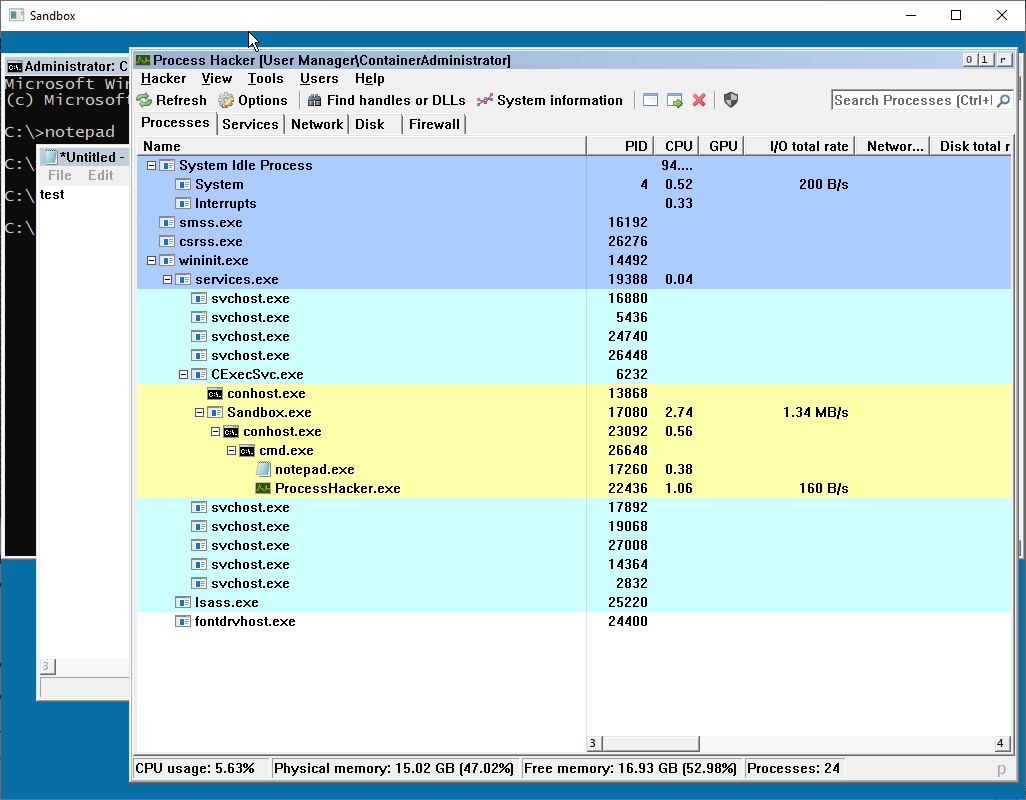 Sandbox
Administrator: C
Microsoft Wi
(c) Microsof
C:\>notepad
C:\
C:\
C:\
*Untitled -
File Edit
test
3
Process Hacker [User Manager\ContainerAdministrator]
0 1 r
Hacker View Tools Users Help
Refresh Options Find handles or DLLs System information Search Processes (Ctrl+
Processes Services Network Disk Firewall
Name PID CPU GPU I/O total rate Networ... Disk total r
System Idle Process 94....
System 4 0.52 200 B/s
Interrupts 0.33
smss.exe 16192
csrss.exe 26276
wininit.exe 14492
services.exe 19388 0.04
svchost.exe 16880
svchost.exe 5436
svchost.exe 24740
svchost.exe 26448
CExecSvc.exe 6232
conhost.exe 13868
Sandbox.exe 17080 2.74 1.34 MB/s
conhost.exe 23092 0.56
cmd.exe 26648
notepad.exe 17260 0.38
ProcessHacker.exe 22436 1.06 160 B/s
svchost.exe 17892
svchost.exe 19068
svchost.exe 27008
svchost.exe 14364
svchost.exe 2832
lsass.exe 25220
fontdrvhost.exe 24400
3 4
CPU usage: 5.63% Physical memory: 15.02 GB (47.02%) Free memory: 16.93 GB (52.98%) Processes: 24 p